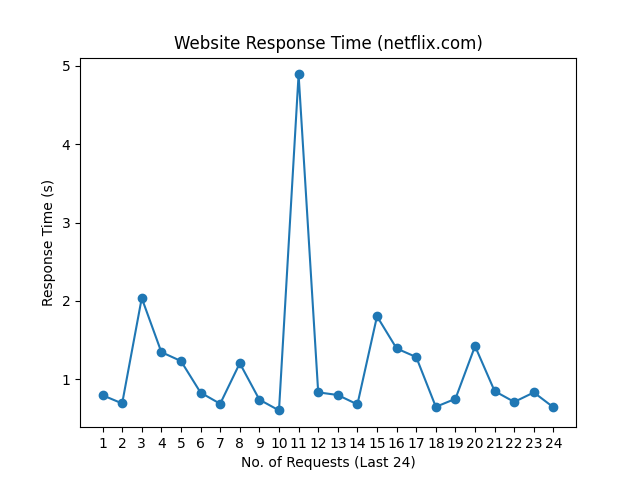 Website Response Time (netflix.com)
5
4
3
2
1
Response Time (s)
1 2 3 4 5 6 7 8 9 10 11 12 13 14 15 16 17 18 19 20 21 22 23 24
No. of Requests (Last 24)